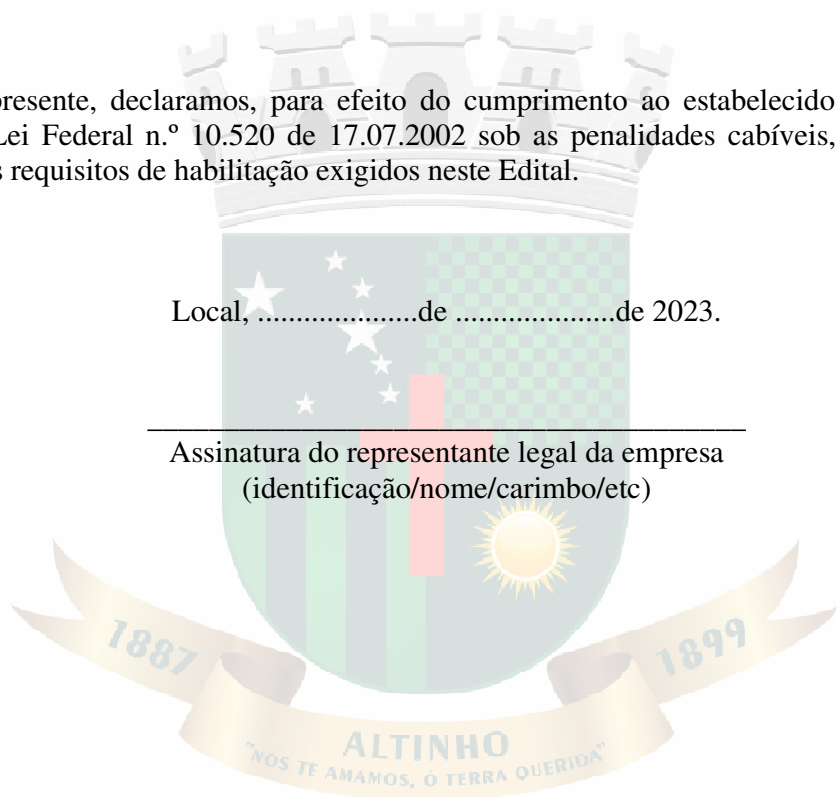 presente, declaramos, para efeito do cumprimento ao estabelecido
Lei Federal n.º 10.520 de 17.07.2002 sob as penalidades cabíveis,
s requisitos de habilitação exigidos neste Edital.
Local, .....................de .....................de 2023.
Assinatura do representante legal da empresa
(identificação/nome/carimbo/etc)
1887
1899
ALTINHO
"NOS TE AMAMOS, Ó TERRA QUERIDA"